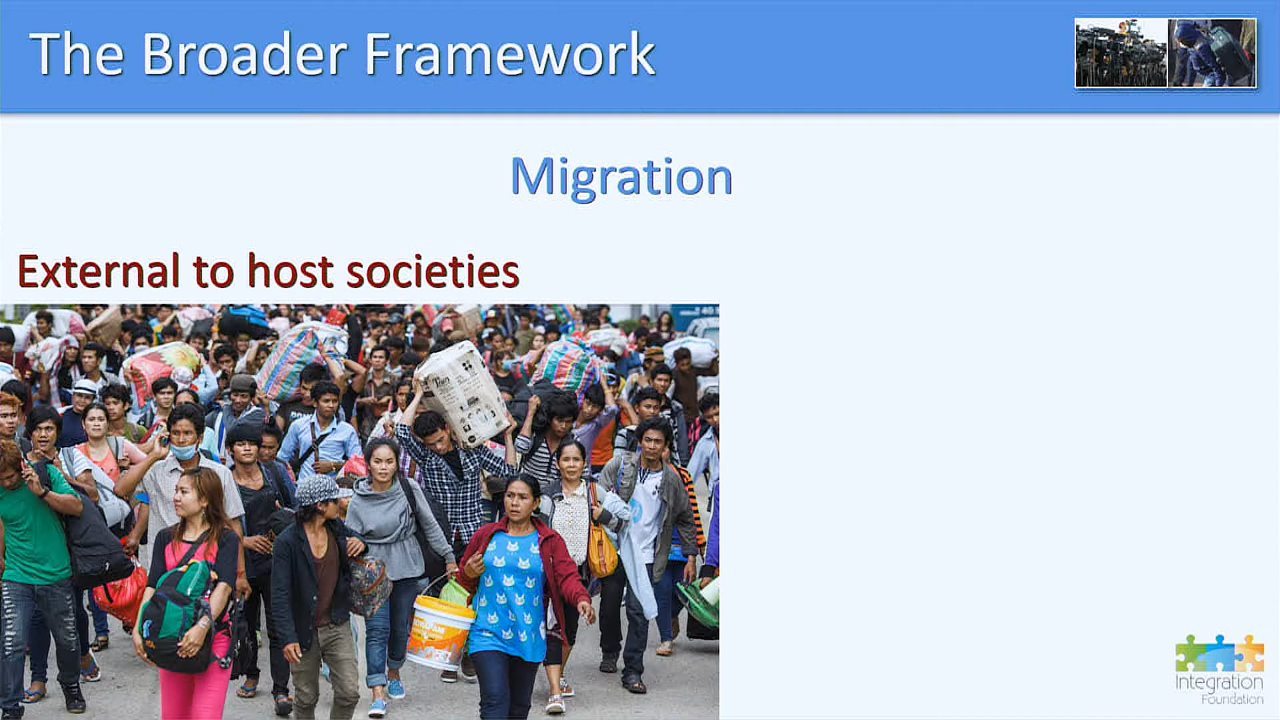 The Broader Framework
Migration
External to host societies
Integration
Foundation